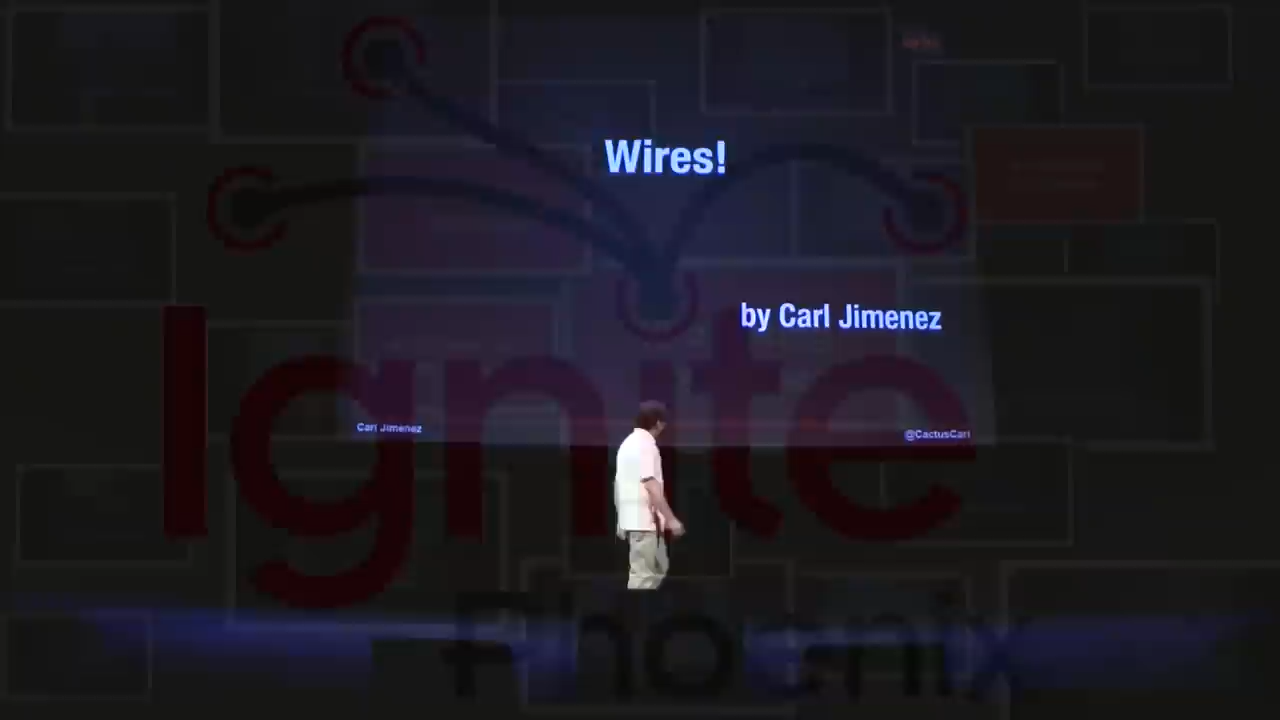 Wires!
by Carl Jimenez
Carl Jimenez
@CactusCarl
Ignite
Phoenix